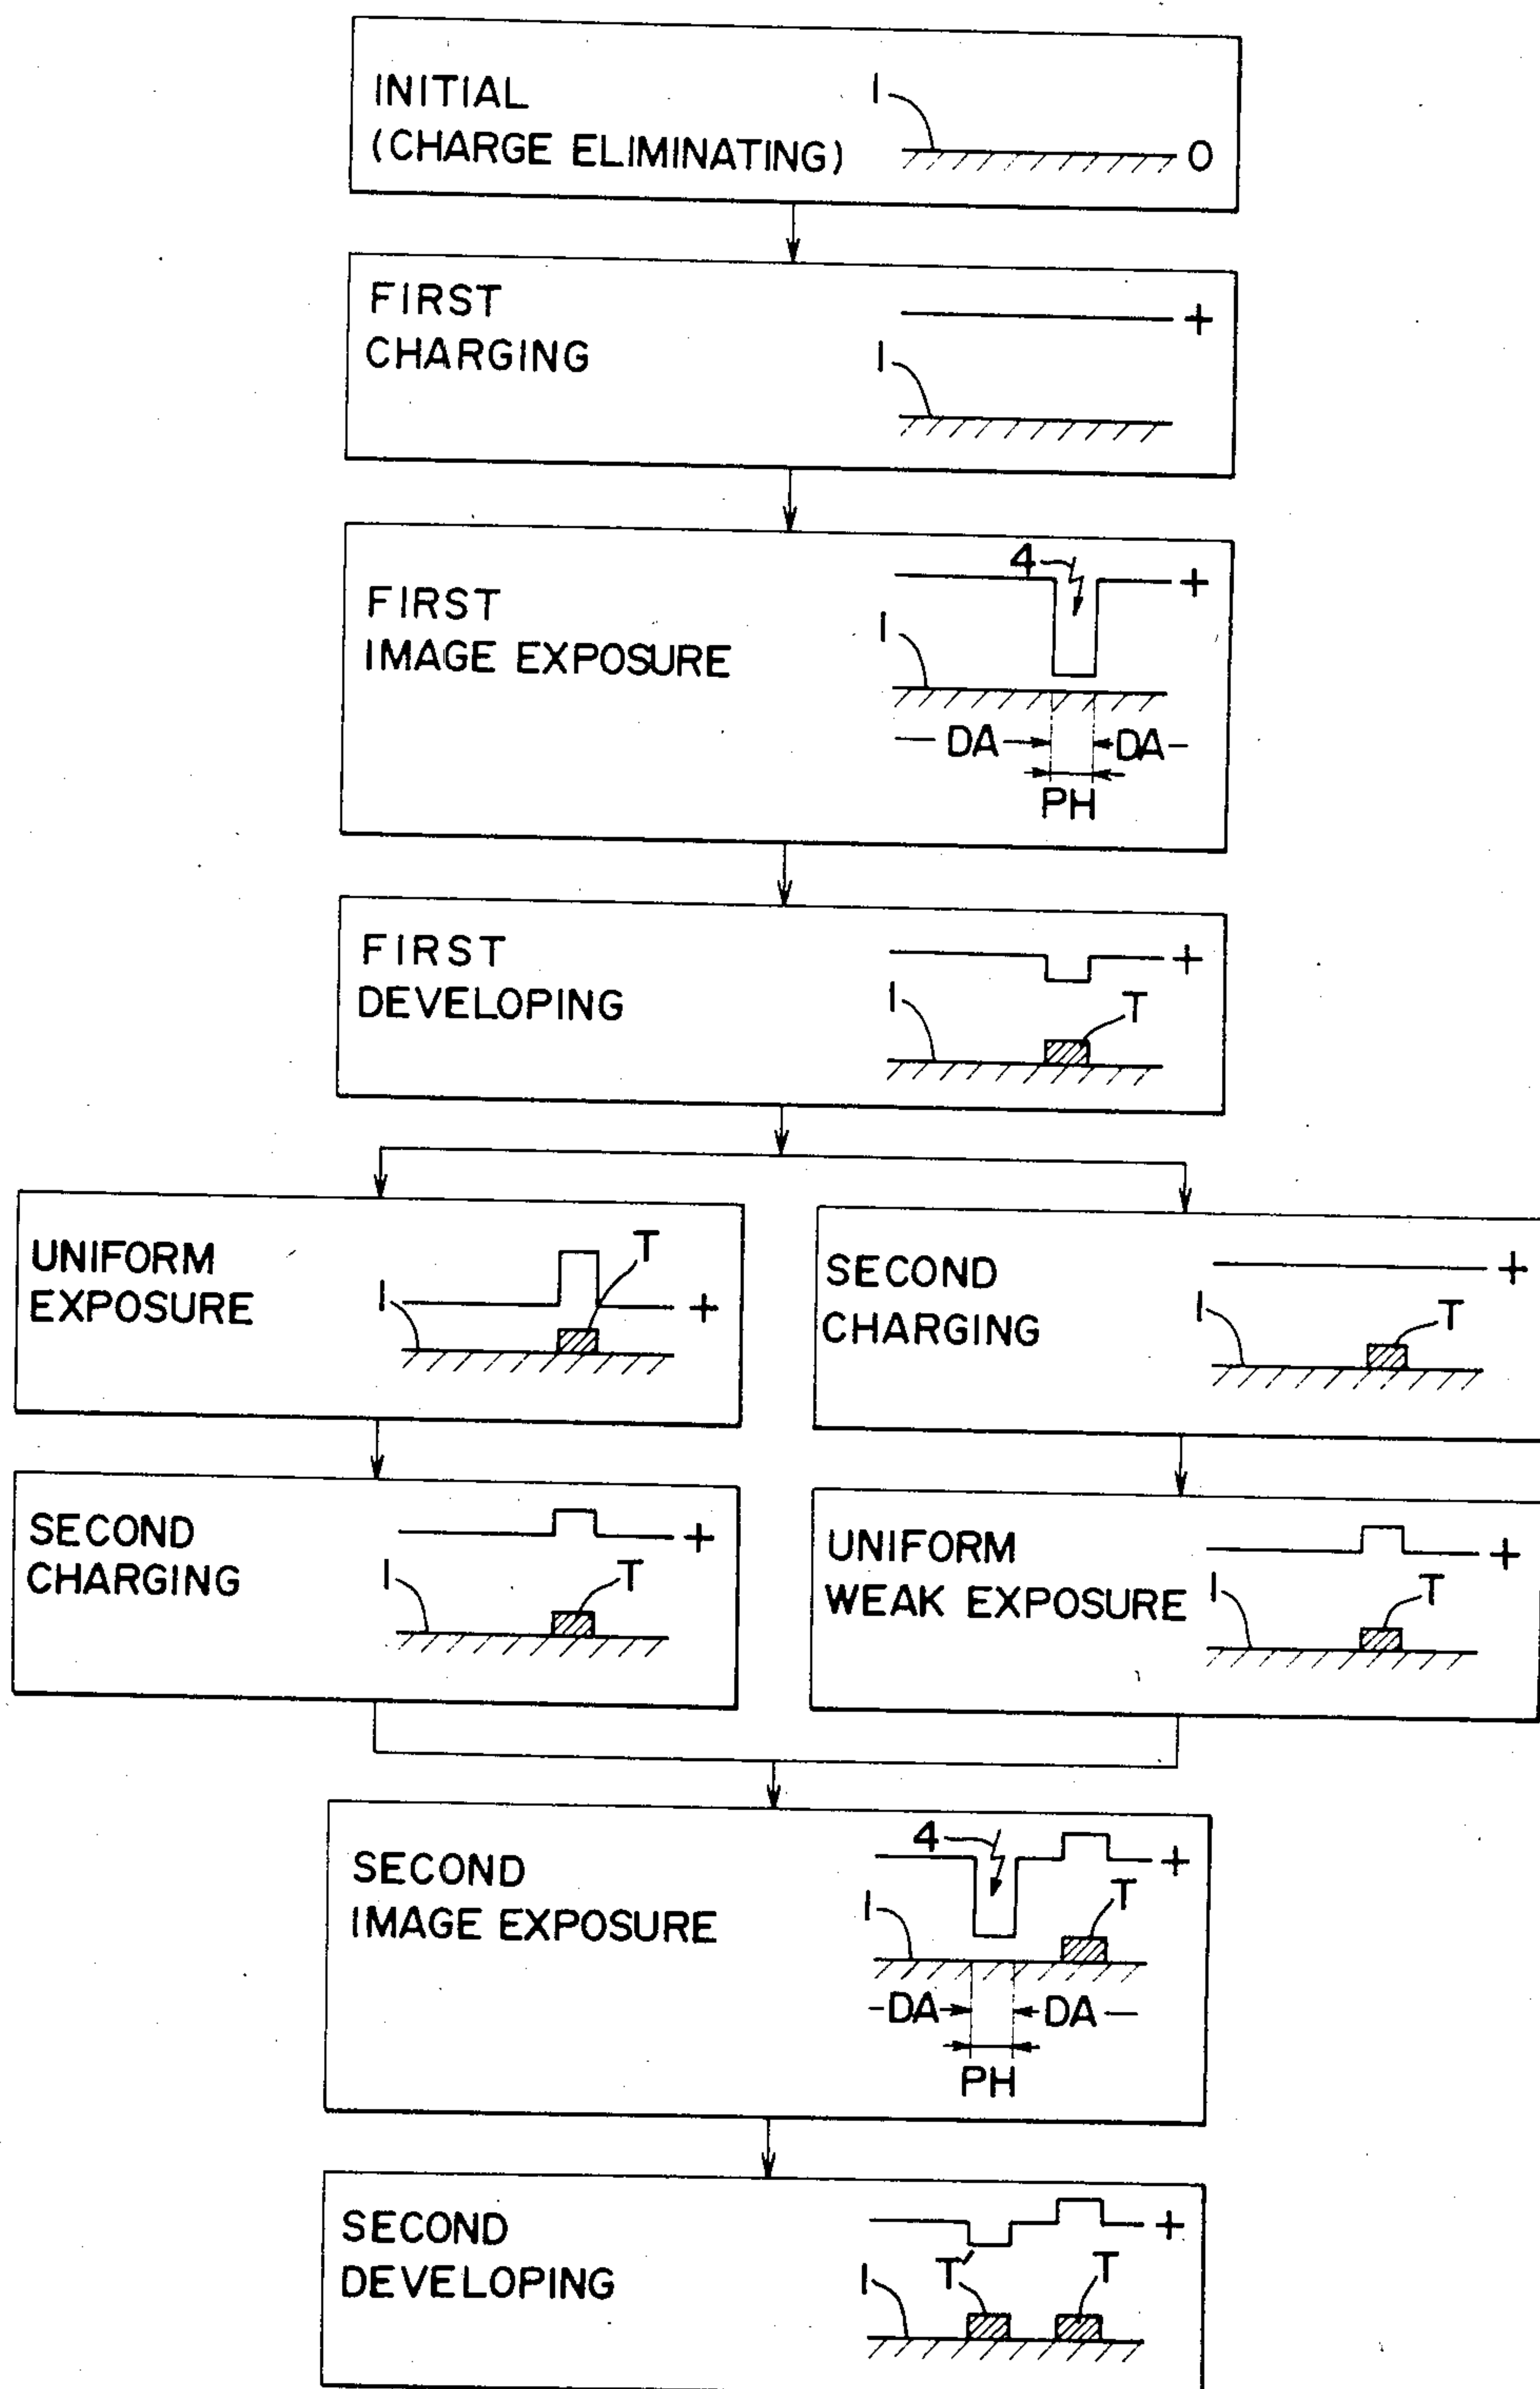 INITIAL
(CHARGE ELIMINATING)
1
0
FIRST
CHARGING
+
1
FIRST
IMAGE EXPOSURE
4
+
1
DA
DA
PH
FIRST
DEVELOPING
+
1
T
UNIFORM
EXPOSURE
T
1
+
SECOND
CHARGING
+
1
T
SECOND
CHARGING
+
1
T
UNIFORM
WEAK EXPOSURE
+
1
T
SECOND
IMAGE EXPOSURE
4
+
1
T
DA
DA
PH
SECOND
DEVELOPING
+
1
T'
T